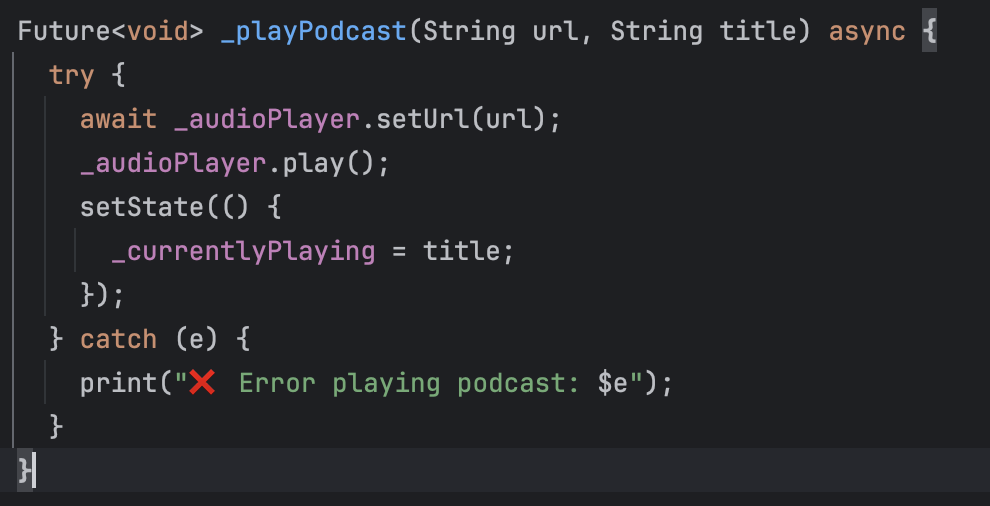 Future<void> _playPodcast(String url, String title) async {
  try {
    await _audioPlayer.setUrl(url);
    _audioPlayer.play();
    setState(() {
      _currentlyPlaying = title;
    });
  } catch (e) {
    print("❌ Error playing podcast: $e");
  }
}